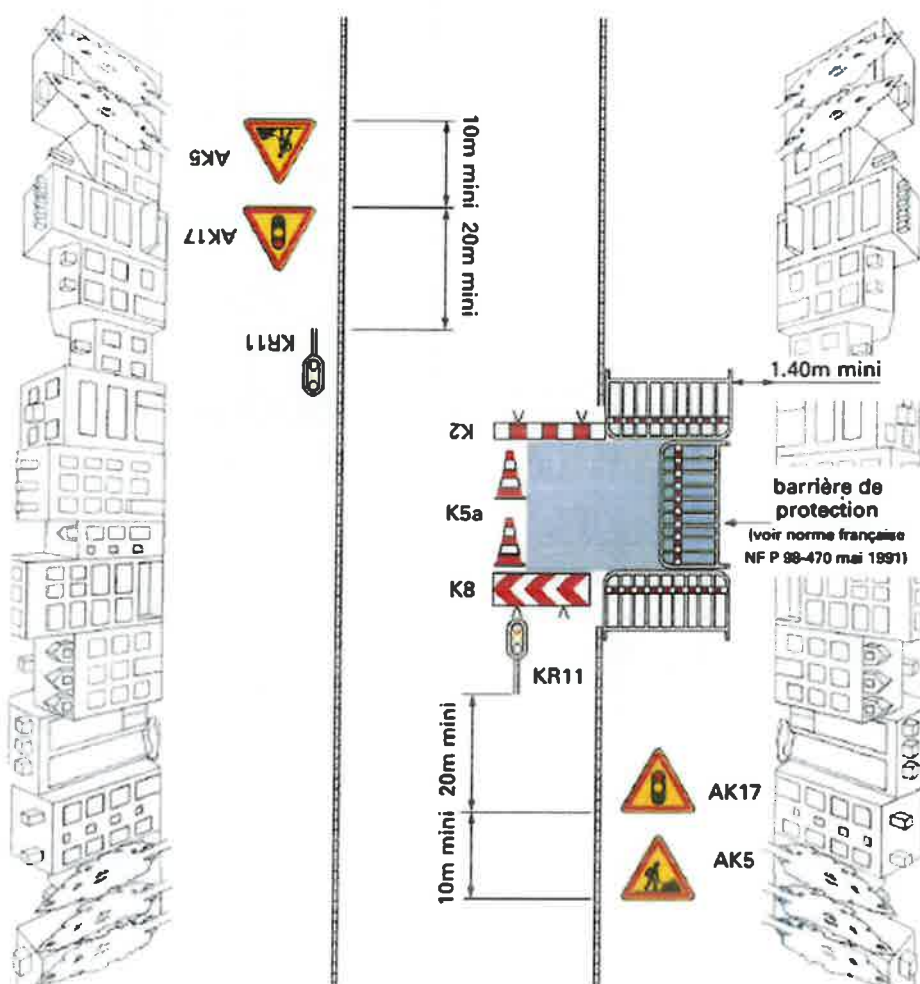 AK5
10m mini
AK17
20m mini
KR11
1.40m mini
K2
K5a
barrière de
protection
(voir norme française
NF P 98-470 mai 1991)
K8
KR11
20m mini
AK17
10m mini
AK5